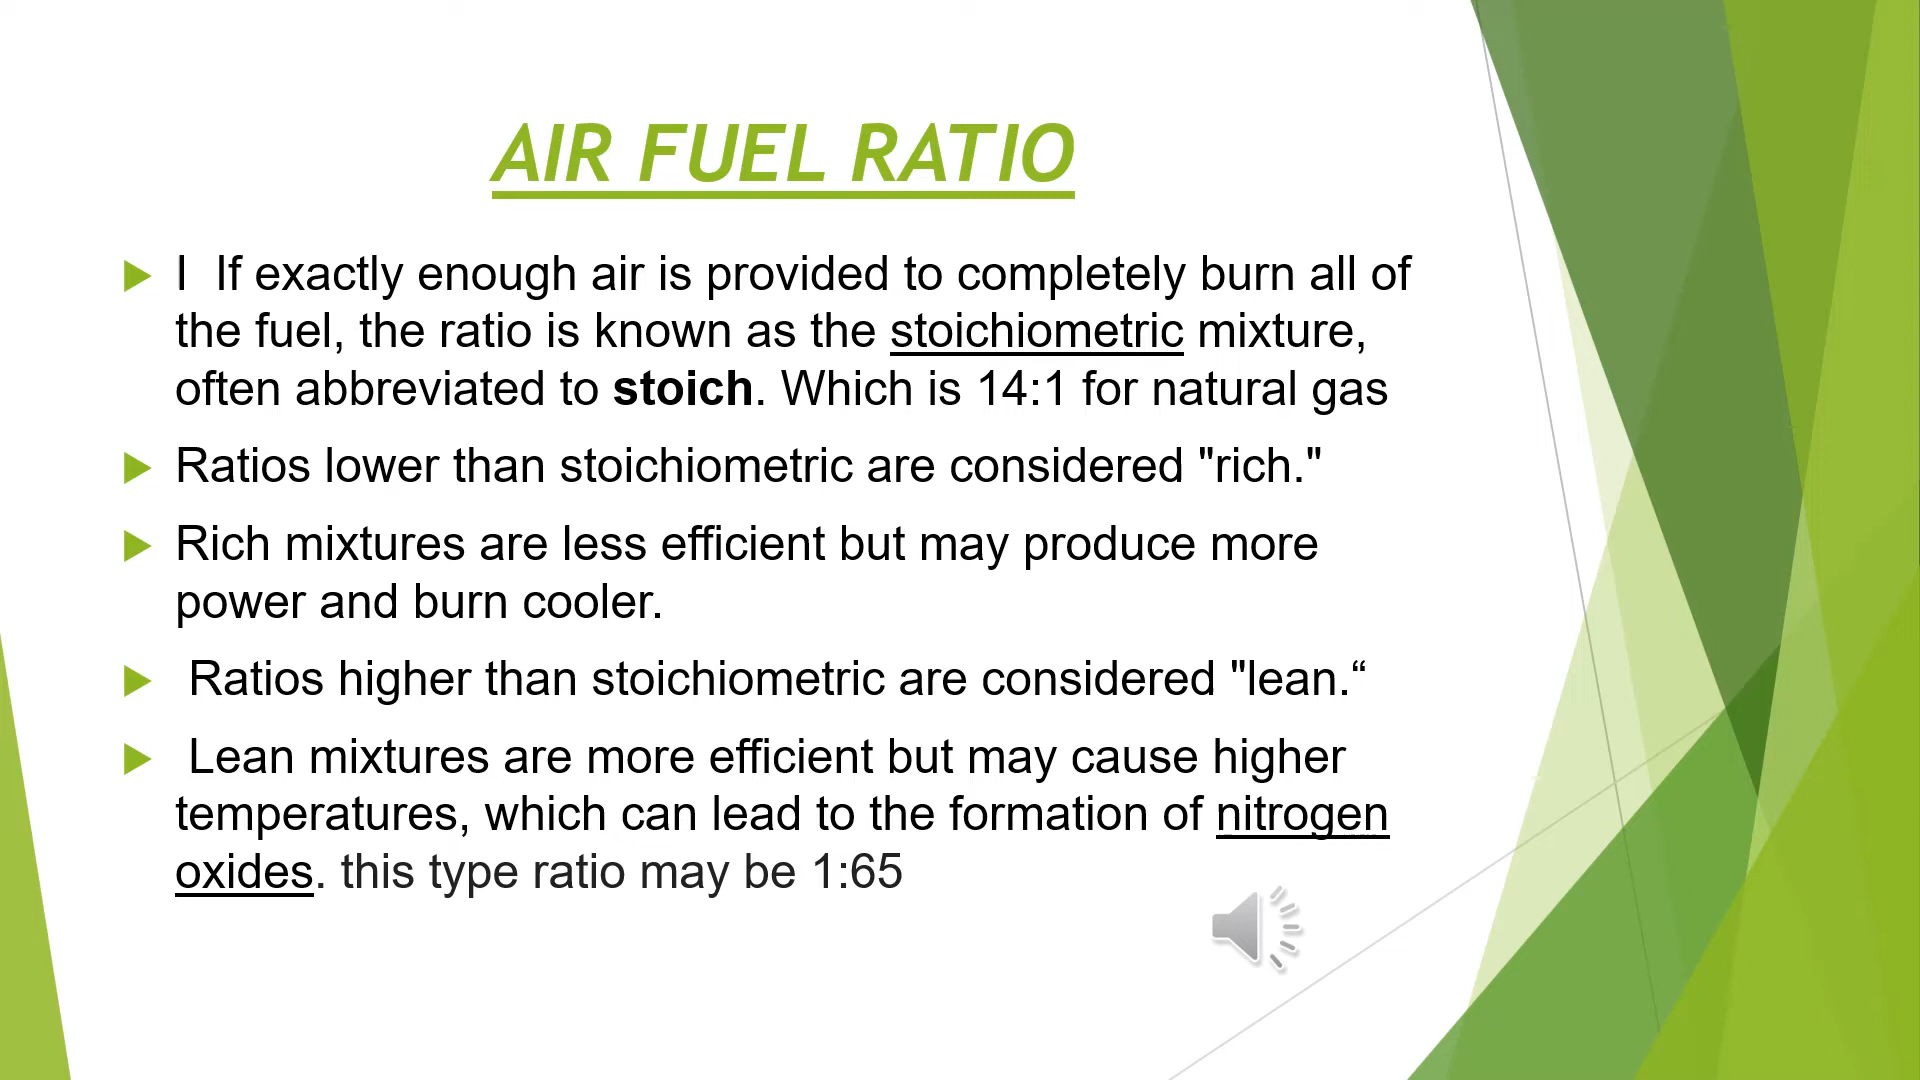 AIR FUEL RATIO
I  If exactly enough air is provided to completely burn all of
the fuel, the ratio is known as the stoichiometric mixture,
often abbreviated to stoich. Which is 14:1 for natural gas
Ratios lower than stoichiometric are considered "rich."
Rich mixtures are less efficient but may produce more
power and burn cooler.
Ratios higher than stoichiometric are considered "lean.“
Lean mixtures are more efficient but may cause higher
temperatures, which can lead to the formation of nitrogen
oxides. this type ratio may be 1:65